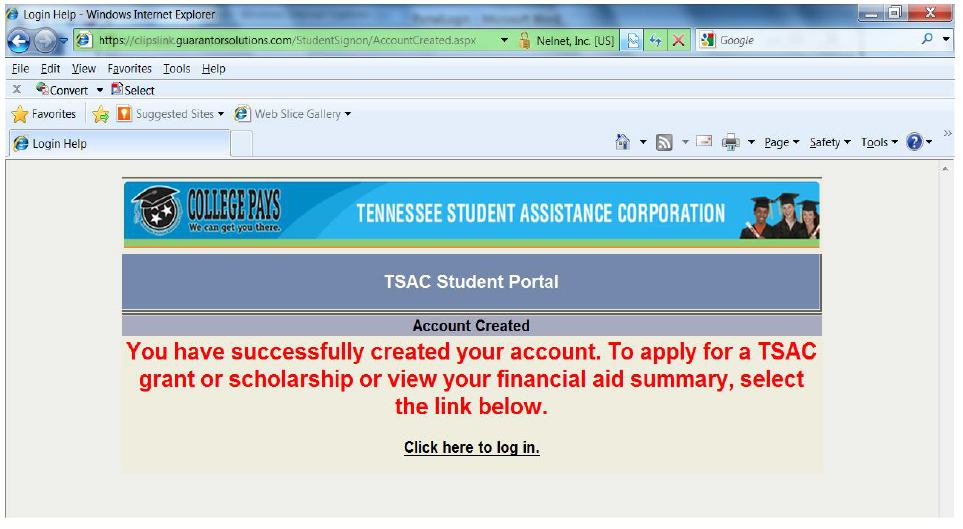 Login Help - Windows Internet Explorer
https://clipslink.guarantorsolutions.com/StudentSignon/AccountCreated.aspx Nelnet, Inc. [US] Google
File Edit View Favorites Tools Help
X Convert Select
Favorites Suggested Sites Web Slice Gallery
Login Help Page Safety Tools »
COLLEGE PAYS
We can get you there.
TENNESSEE STUDENT ASSISTANCE CORPORATION
TSAC Student Portal
Account Created
You have successfully created your account. To apply for a TSAC
grant or scholarship or view your financial aid summary, select
the link below.
Click here to log in.